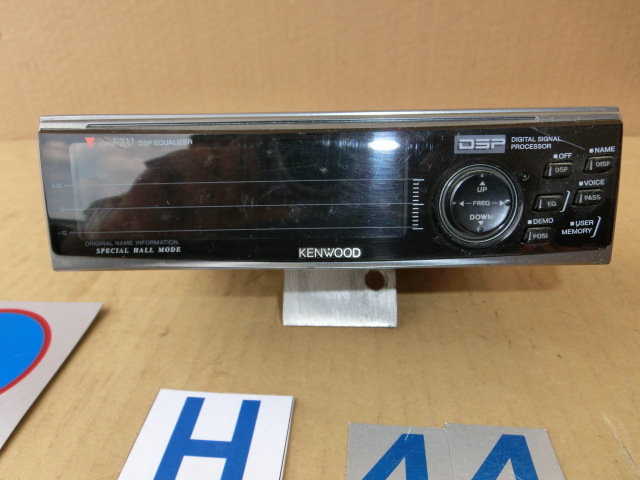 DSP EQUALIZER
DSP
DIGITAL SIGNAL
PROCESSOR
OFF
NAME
DSP
DISP
VOICE
EQ
PASS
UP
FREQ
DOWN
DEMO
USER
POSI
MEMORY
ORIGINAL NAME INFORMATION
SPECIAL HALL MODE
KENWOOD
H
44